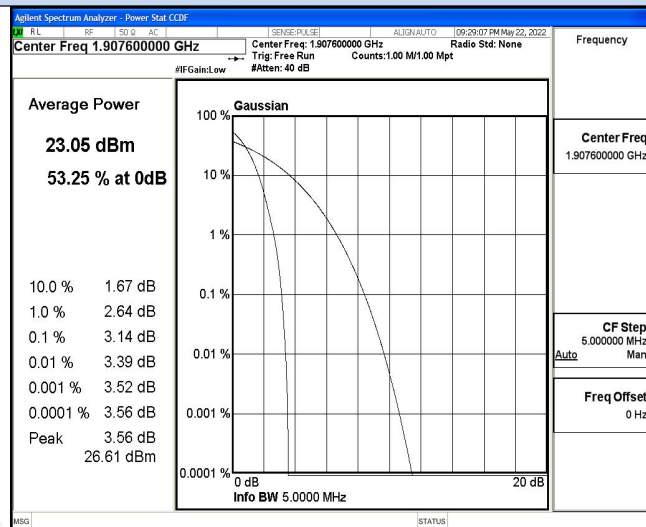 Agilent Spectrum Analyzer - Power Stat CCDF
LXI RL RF 50 Ω AC SENSE:PULSE ALIGN AUTO 09:29:07 PM May 22, 2022
Center Freq 1.907600000 GHz
Center Freq: 1.907600000 GHz Radio Std: None
Trig: Free Run Counts:1.00 M/1.00 Mpt
#IFGain:Low #Atten: 40 dB
Frequency
Average Power
23.05 dBm
53.25 % at 0dB
10.0 % 1.67 dB
1.0 % 2.64 dB
0.1 % 3.14 dB
0.01 % 3.39 dB
0.001 % 3.52 dB
0.0001 % 3.56 dB
Peak 3.56 dB
26.61 dBm
Gaussian
100 %
10 %
1 %
0.1 %
0.01 %
0.001 %
0.0001 %
0 dB 20 dB
Info BW 5.0000 MHz
Center Freq
1.907600000 GHz
CF Step
5.000000 MHz
Auto Man
Freq Offset
0 Hz
MSG STATUS